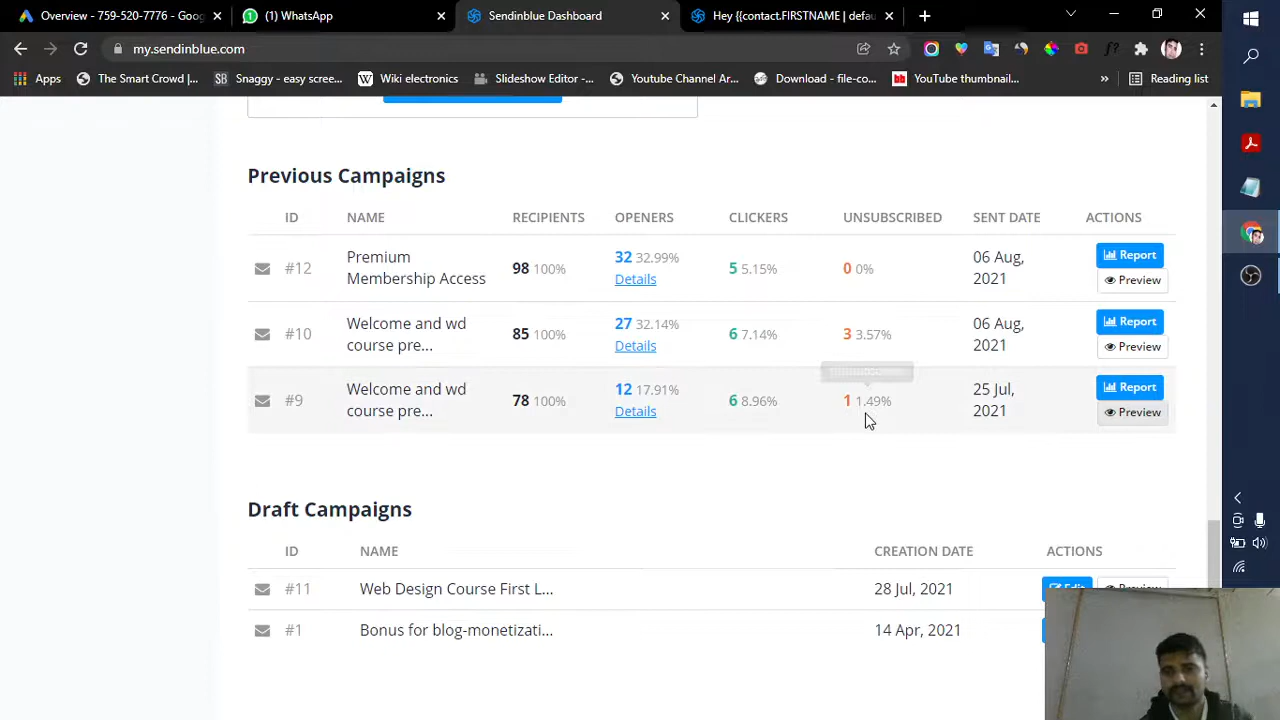 Overview - 759-520-7776 - Goog
(1) WhatsApp
Sendinblue Dashboard
Hey {{contact.FIRSTNAME | defau
my.sendinblue.com
Apps
The Smart Crowd |...
SB Snaggy - easy scree...
W Wiki electronics
Slideshow Editor -...
Youtube Channel Ar...
Download - file-co...
bb YouTube thumbnail...
»
Reading list
Previous Campaigns
ID NAME RECIPIENTS OPENERS CLICKERS UNSUBSCRIBED SENT DATE ACTIONS
#12 Premium Membership Access 98 100% 32 32.99% Details 5 5.15% 0 0% 06 Aug, 2021 Report Preview
#10 Welcome and wd course pre... 85 100% 27 32.14% Details 6 7.14% 3 3.57% 06 Aug, 2021 Report Preview
#9 Welcome and wd course pre... 78 100% 12 17.91% Details 6 8.96% 1 1.49% 25 Jul, 2021 Report Preview
Draft Campaigns
ID NAME CREATION DATE ACTIONS
#11 Web Design Course First L... 28 Jul, 2021 Edit Preview
#1 Bonus for blog-monetizati... 14 Apr, 2021